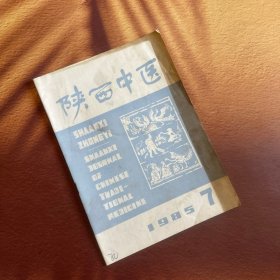 陕西中医
SHAANXI
ZHONGYI
SHAANXI
JOURNAL
OF
CHINESE
TRADI-
TIONAL
MEDICINE
1985 7